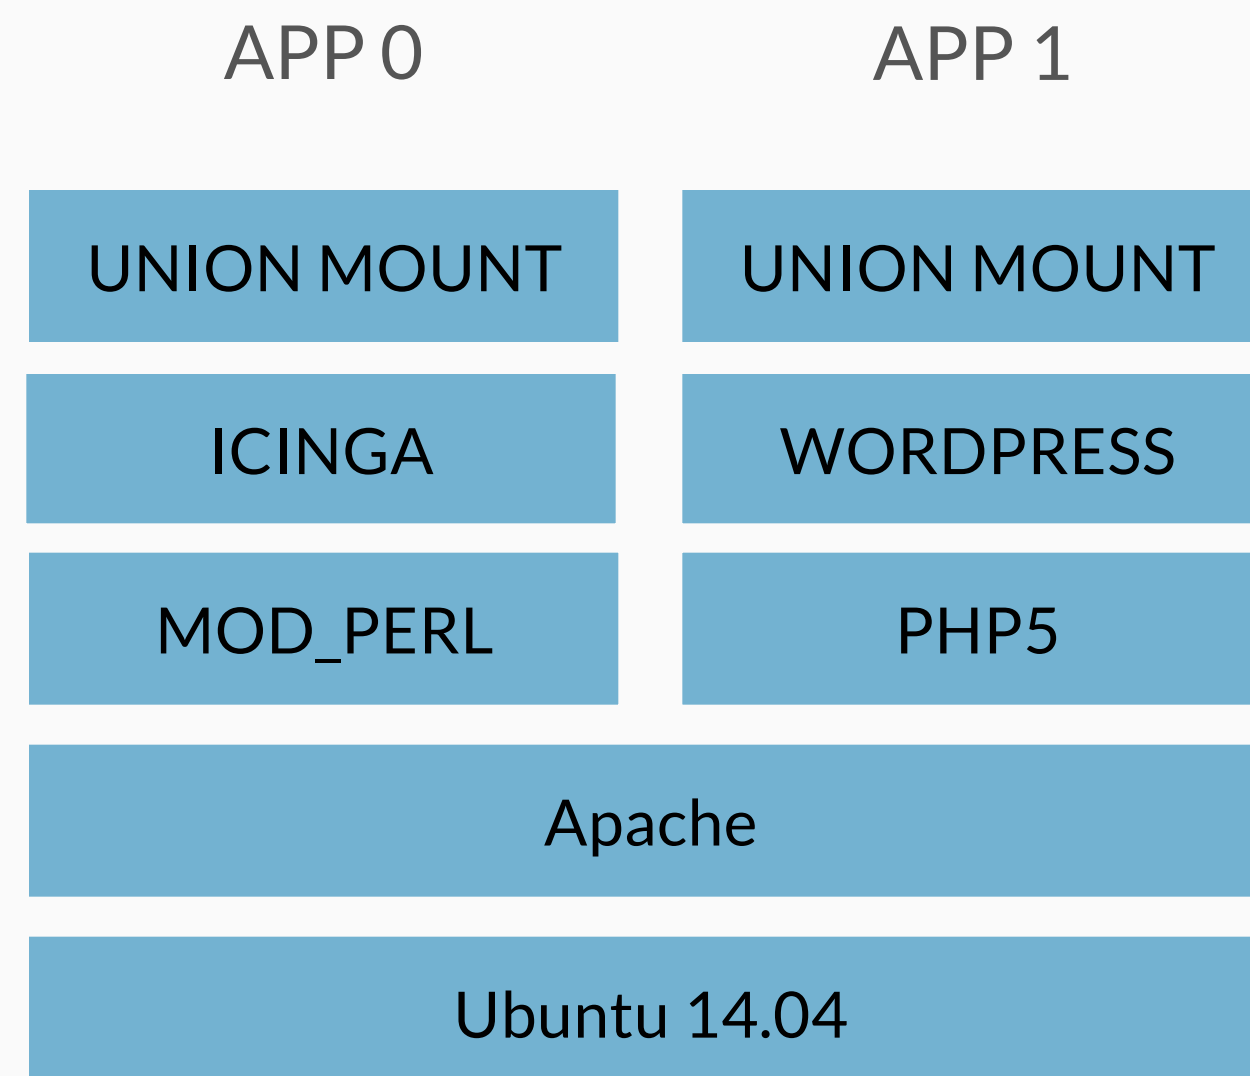 APP 0
APP 1
UNION MOUNT
UNION MOUNT
ICINGA
WORDPRESS
MOD_PERL
PHP5
Apache
Ubuntu 14.04